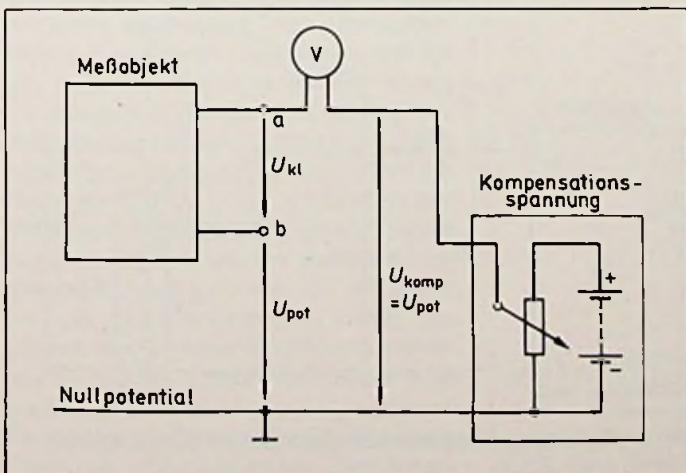 Meßobjekt
V
a
U_kl
b
Kompensations-
spannung
U_pot
U_komp
=U_pot
+
−
Nullpotential